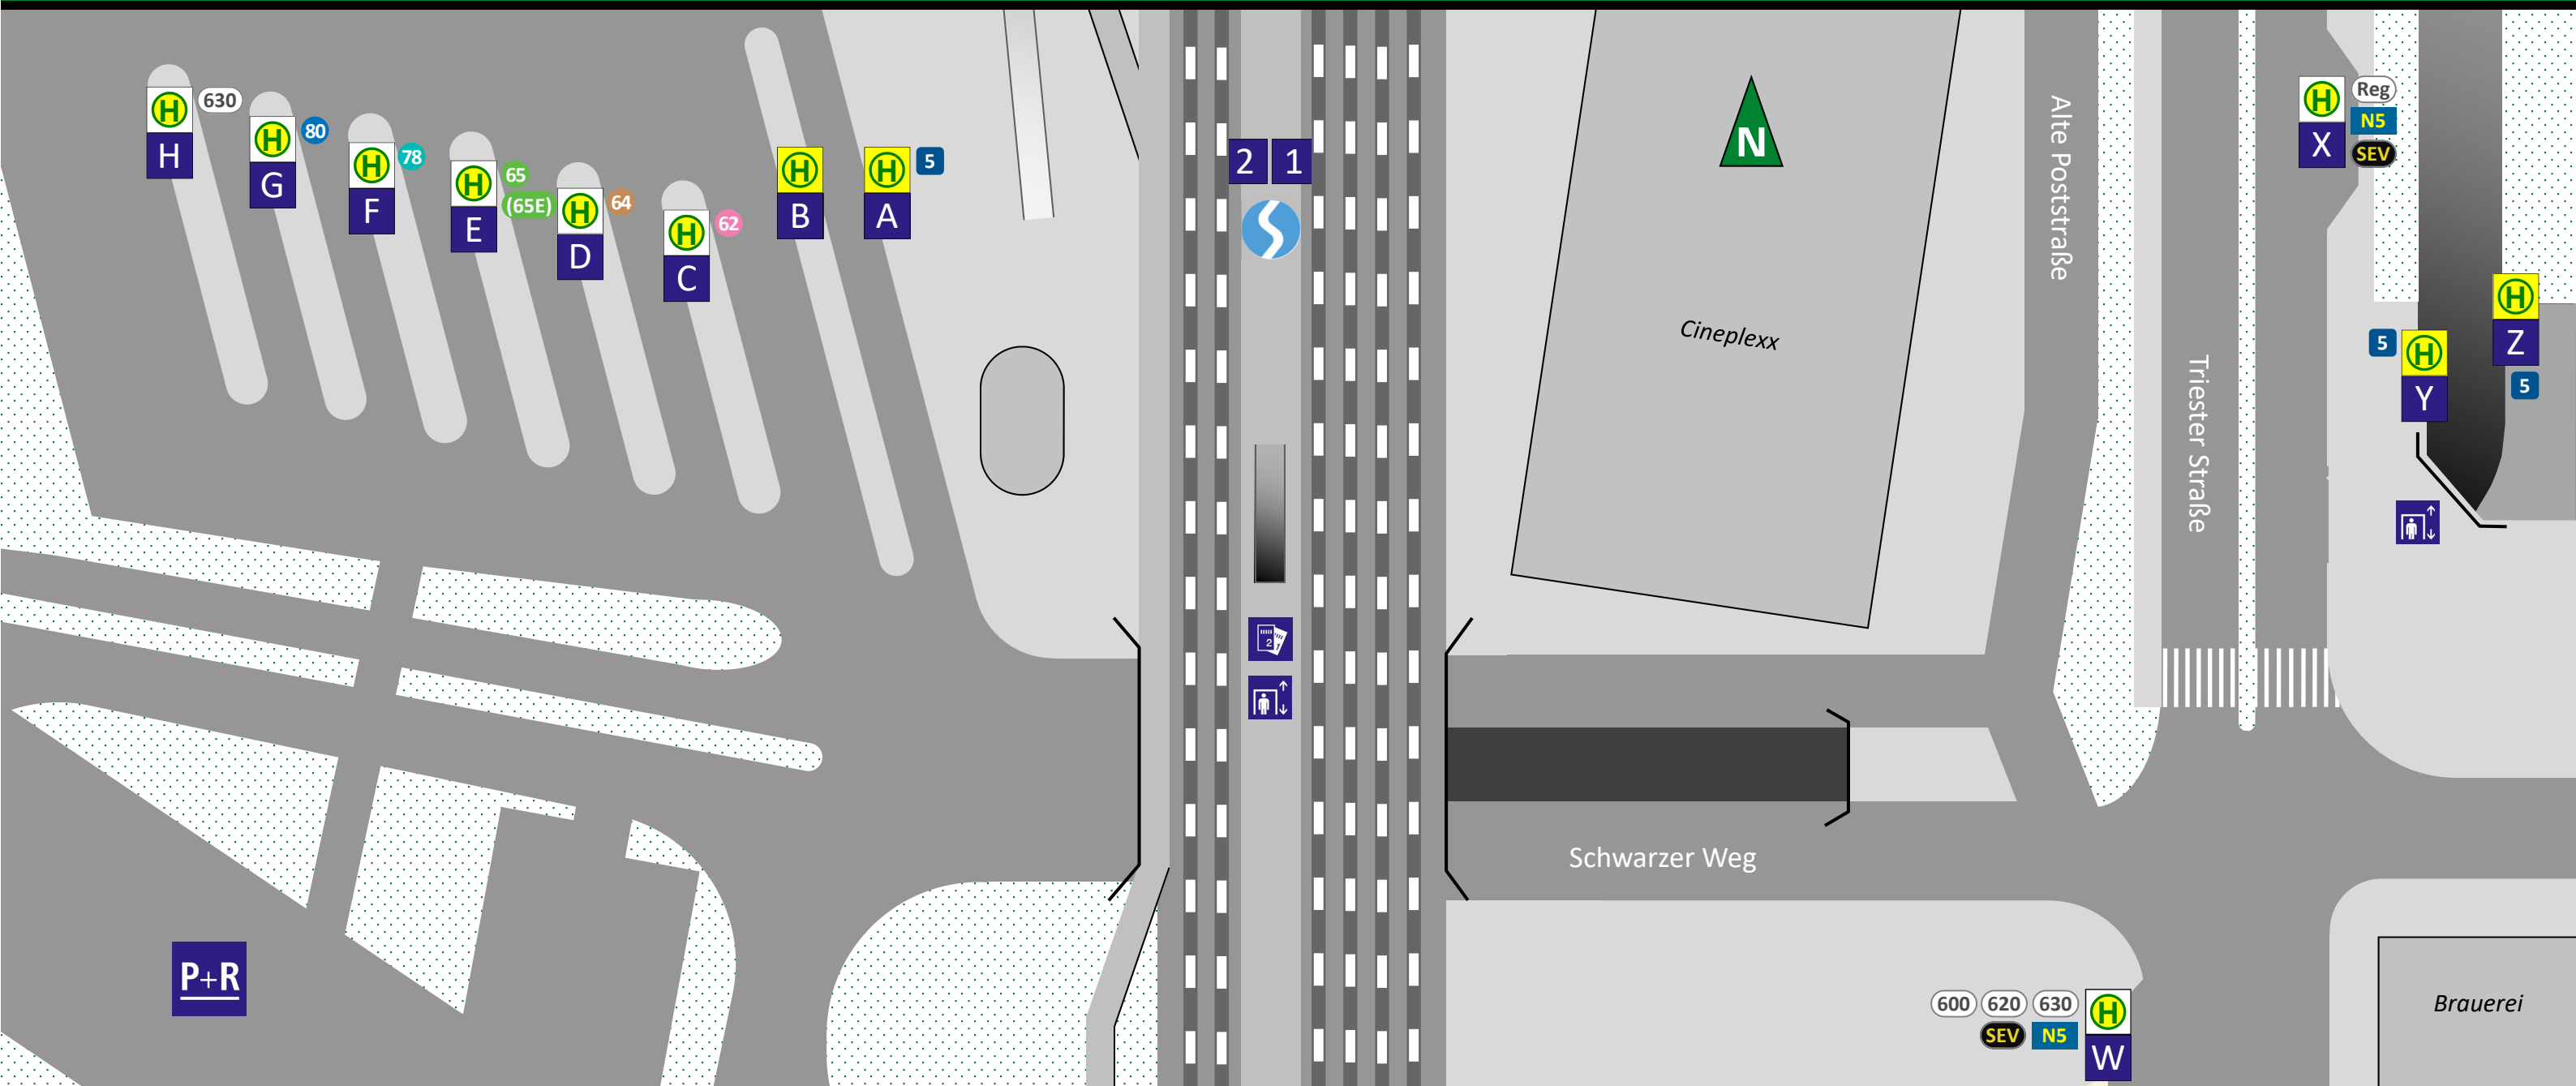 H
630
H
H
80
G
H
78
F
H
65
(65E)
E
H
64
D
H
62
C
H
B
H
5
A
2 1
N
Cineplexx
Alte Poststraße
Triester Straße
H
Reg
N5
SEV
X
5
H
Y
H
Z
5
2
Schwarzer Weg
P+R
600 620 630
SEV N5
H
W
Brauerei